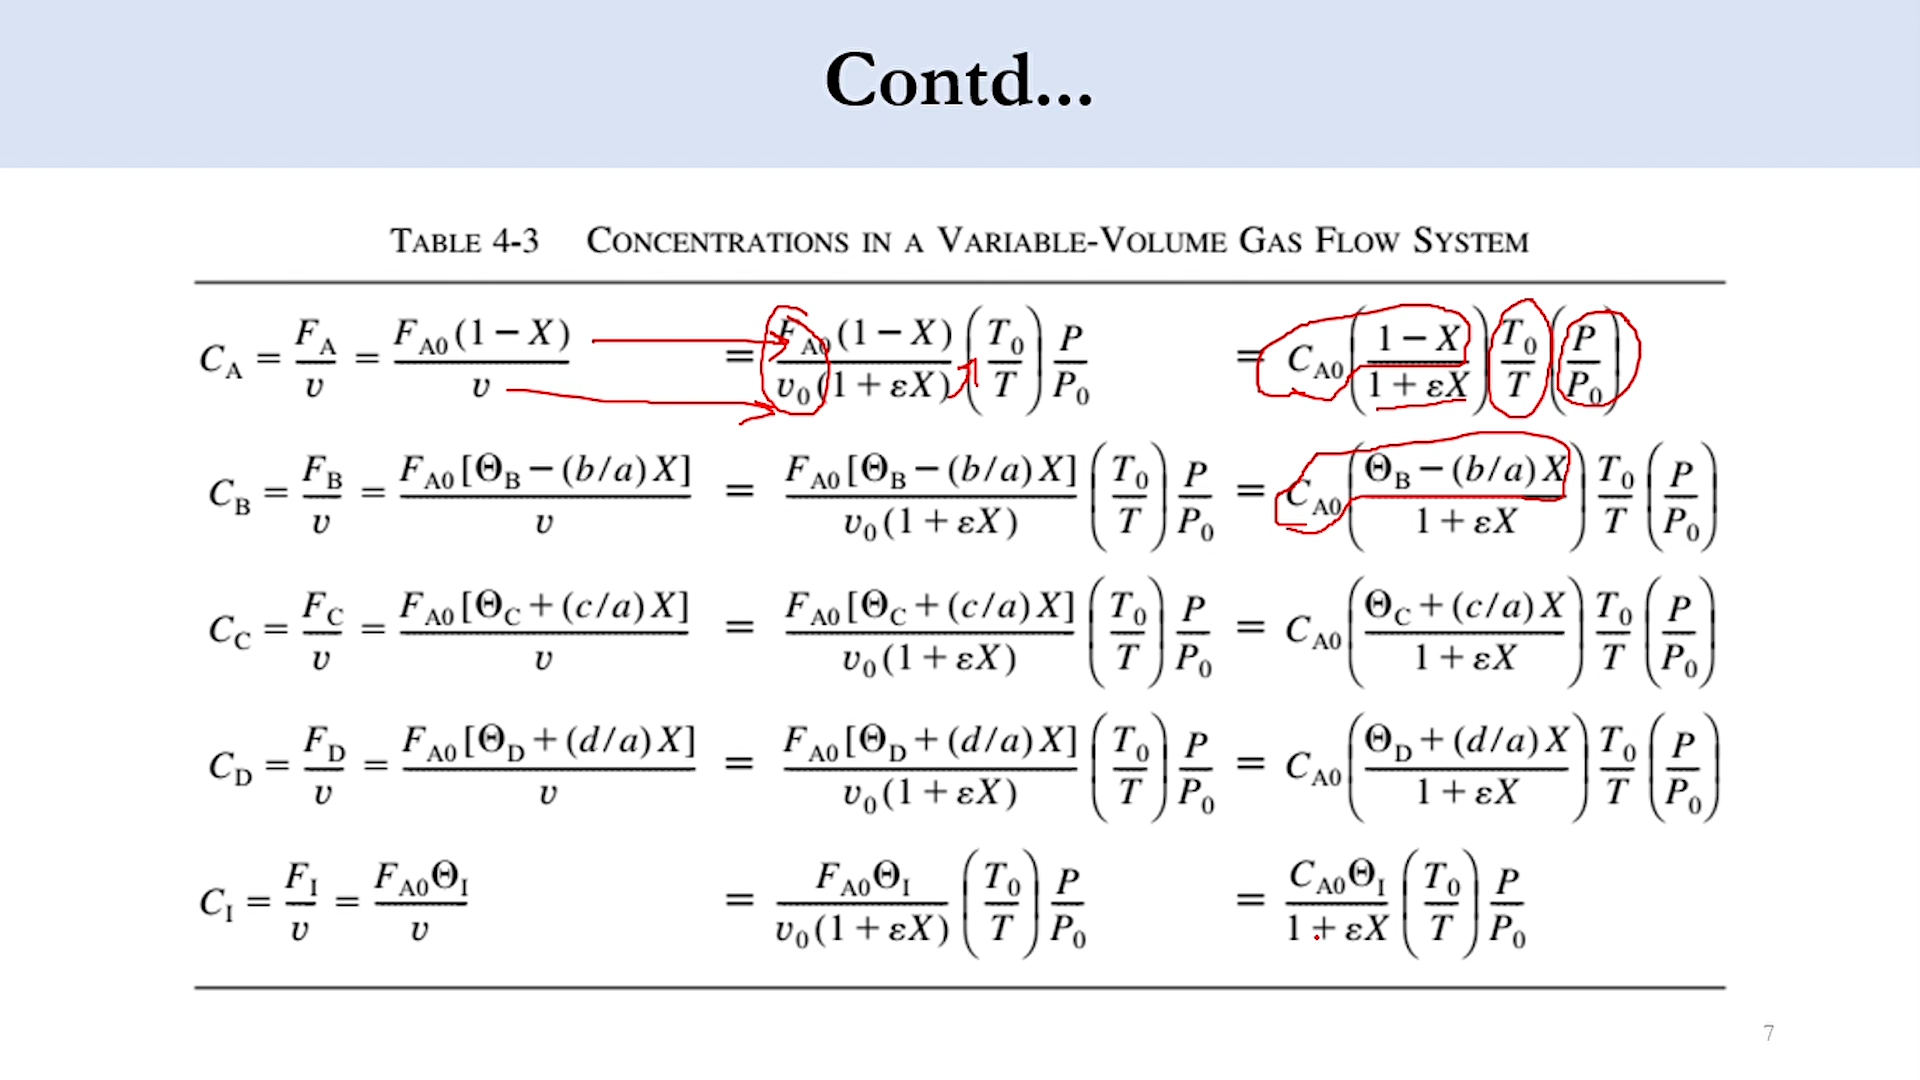 Contd...
TABLE 4-3 CONCENTRATIONS IN A VARIABLE-VOLUME GAS FLOW SYSTEM
C_A = F_A/υ = F_A0(1 − X)/υ = F_A0(1 − X)/υ_0(1 + εX) (T_0/T) P/P_0 = C_A0 ((1 − X)/(1 + εX)) T_0/T (P/P_0)
C_B = F_B/υ = F_A0[Θ_B − (b/a)X]/υ = F_A0[Θ_B − (b/a)X]/υ_0(1 + εX) (T_0/T) P/P_0 = C_A0 ((Θ_B − (b/a)X)/(1 + εX)) T_0/T (P/P_0)
C_C = F_C/υ = F_A0[Θ_C + (c/a)X]/υ = F_A0[Θ_C + (c/a)X]/υ_0(1 + εX) (T_0/T) P/P_0 = C_A0 ((Θ_C + (c/a)X)/(1 + εX)) T_0/T (P/P_0)
C_D = F_D/υ = F_A0[Θ_D + (d/a)X]/υ = F_A0[Θ_D + (d/a)X]/υ_0(1 + εX) (T_0/T) P/P_0 = C_A0 ((Θ_D + (d/a)X)/(1 + εX)) T_0/T (P/P_0)
C_I = F_I/υ = F_A0Θ_I/υ = F_A0Θ_I/υ_0(1 + εX) (T_0/T) P/P_0 = C_A0Θ_I/(1 + εX) (T_0/T) P/P_0
7